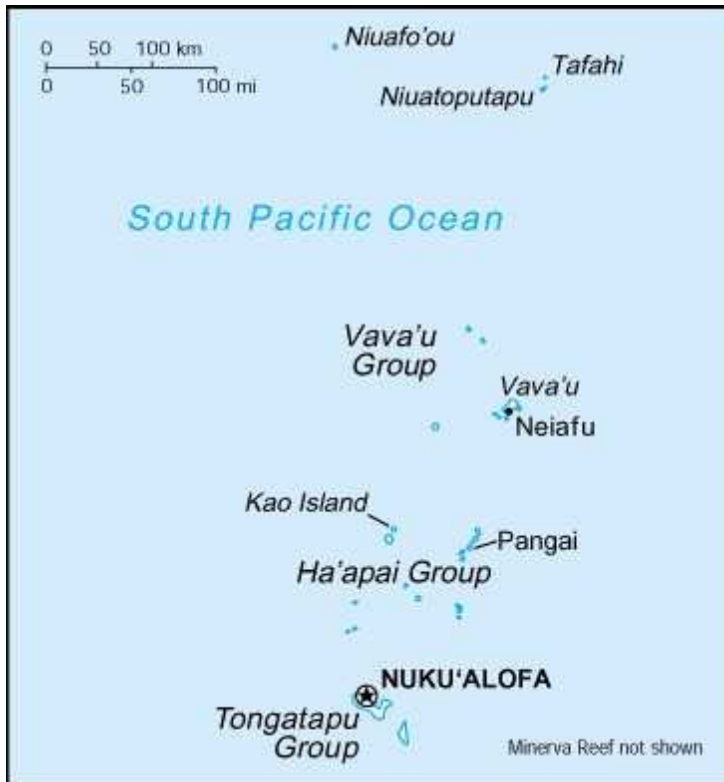 Niuafo'ou
0 50 100 km
0 50 100 mi
Tafahi
Niuatoputapu
South Pacific Ocean
Vava'u
Group
Vava'u
Neiafu
Kao Island
Pangai
Ha'apai Group
NUKU‘ALOFA
Tongatapu
Group
Minerva Reef not shown